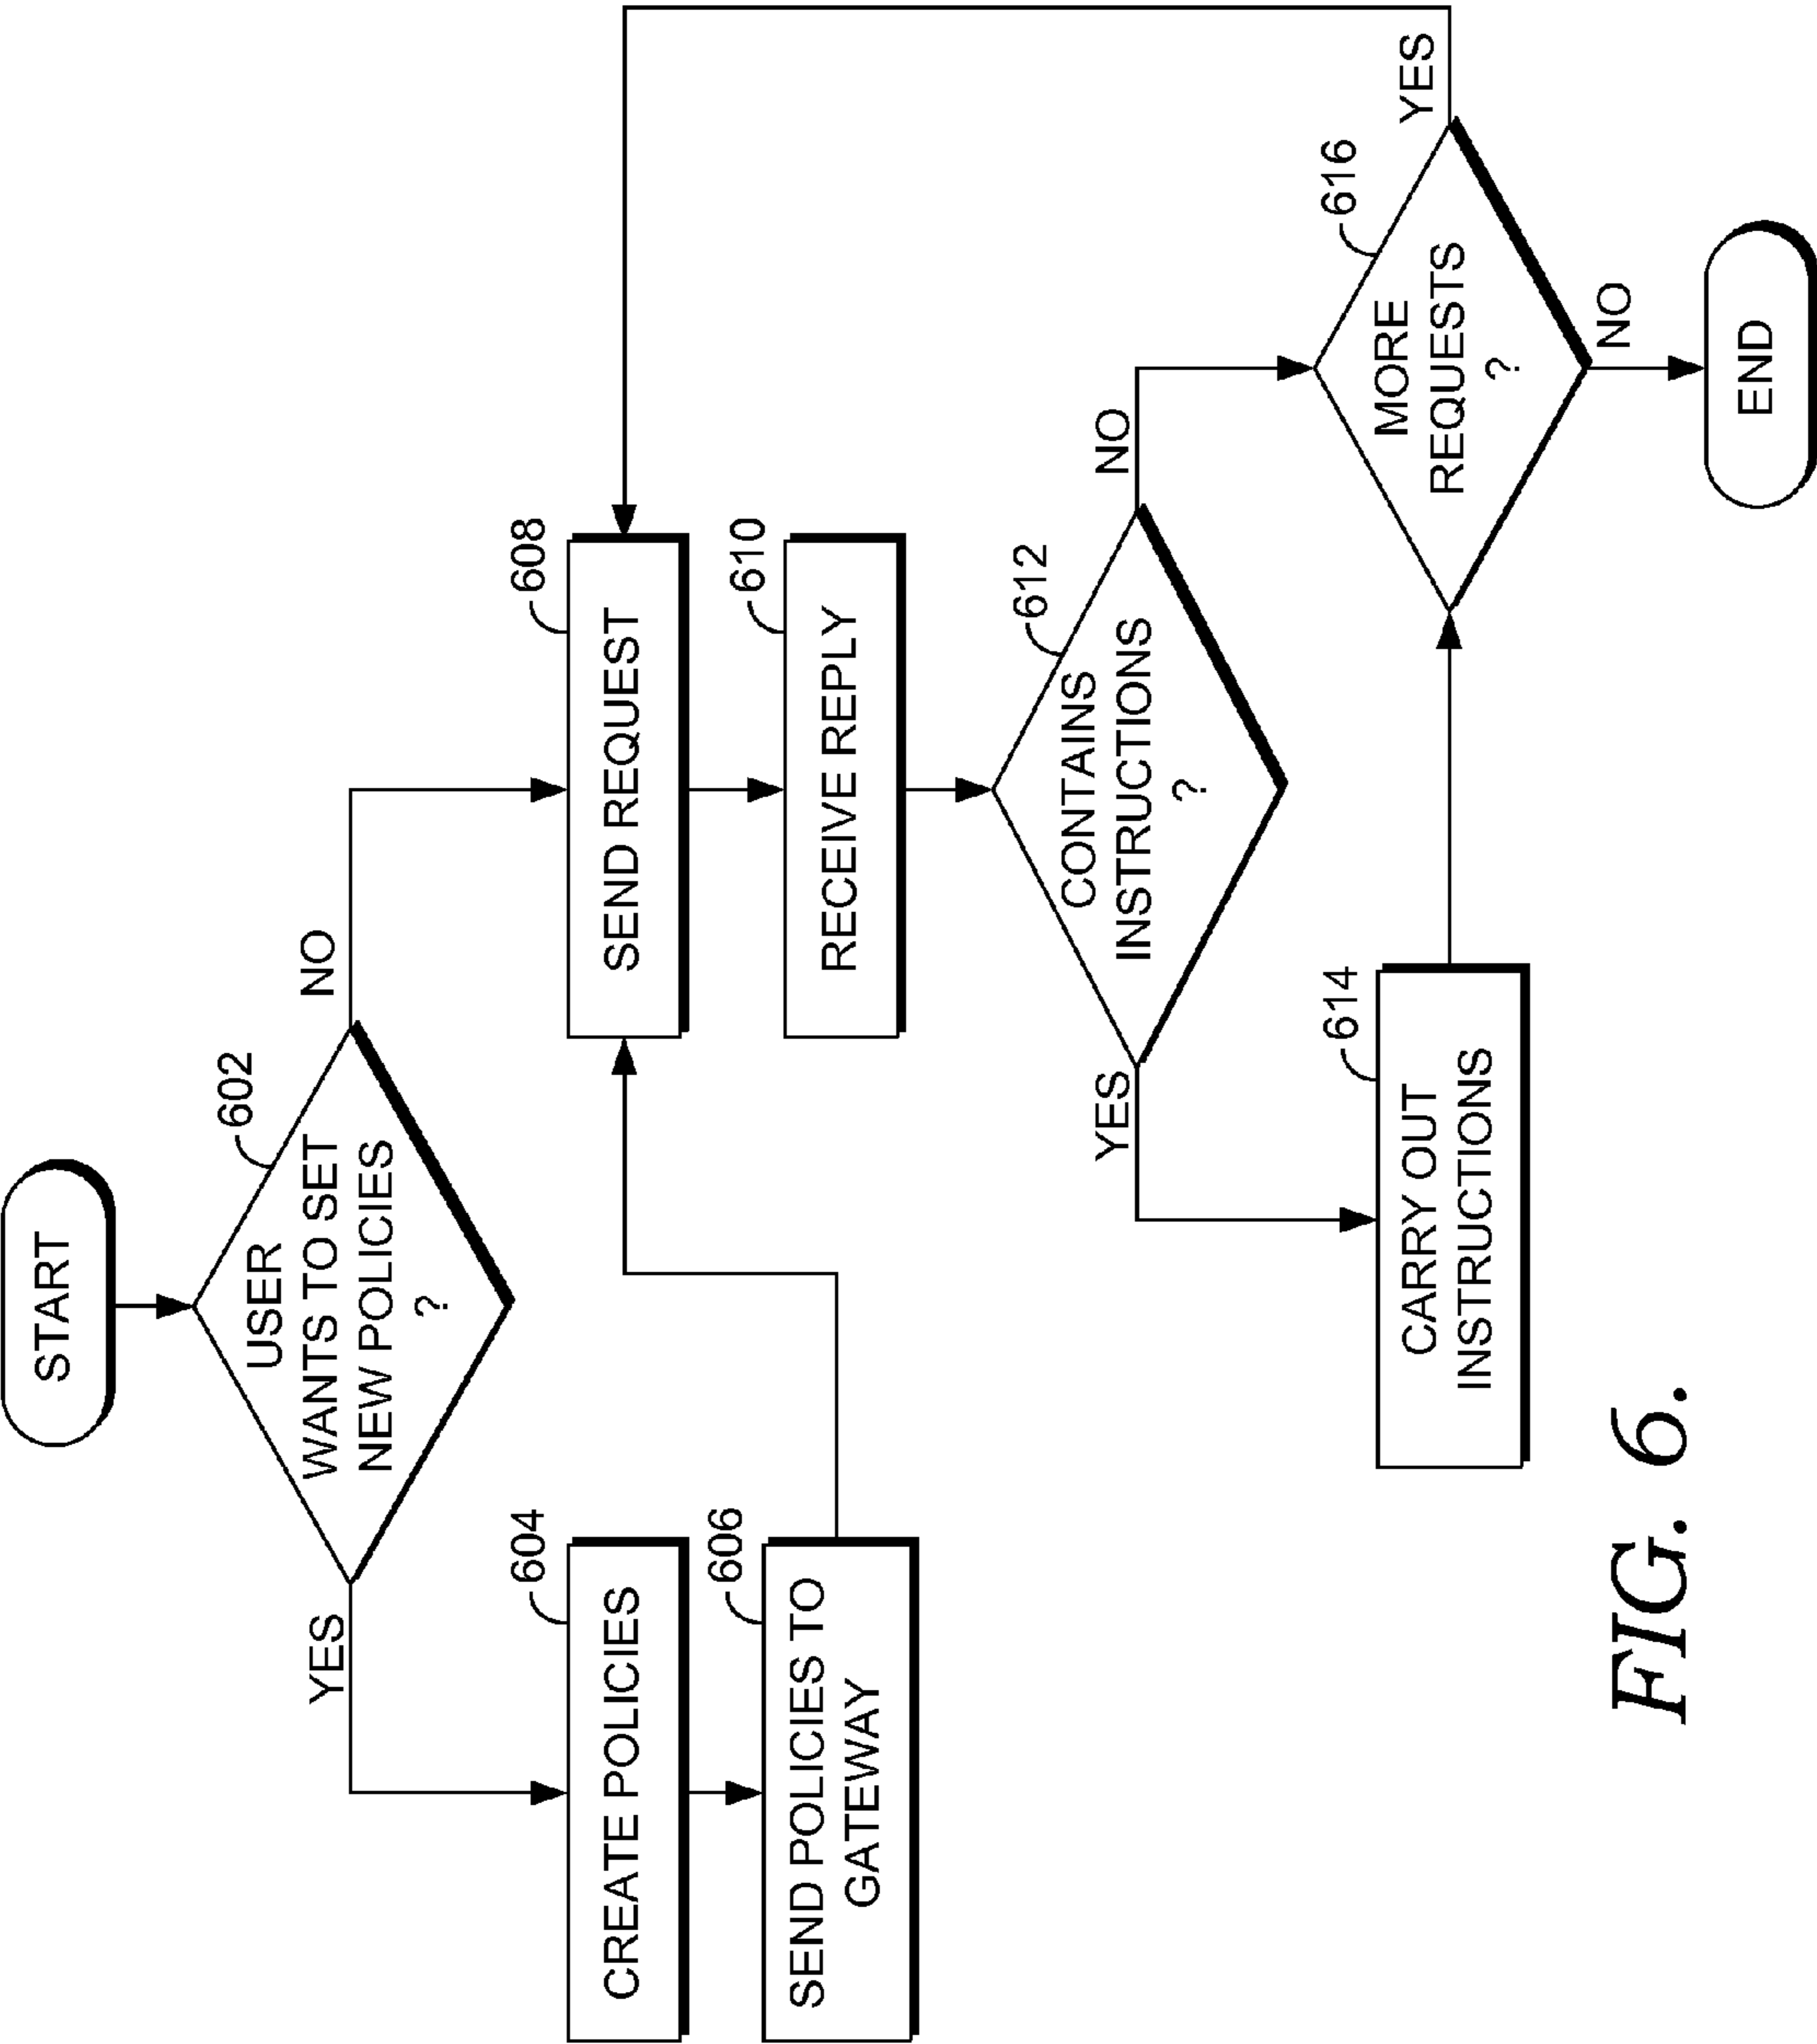 START
602
USER
WANTS TO SET
NEW POLICIES
?
YES
NO
604
CREATE POLICIES
606
SEND POLICIES TO
GATEWAY
608
SEND REQUEST
610
RECEIVE REPLY
612
CONTAINS
INSTRUCTIONS
?
YES
NO
614
CARRY OUT
INSTRUCTIONS
616
MORE
REQUESTS
?
YES
NO
END
FIG. 6.